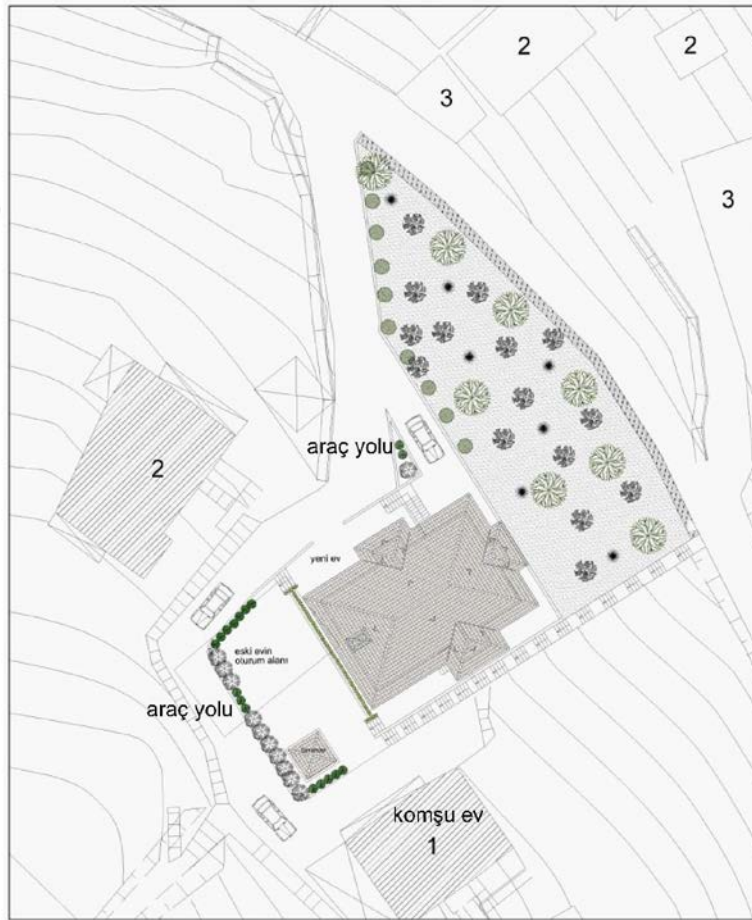 2
2
3
3
araç yolu
2
yeni ev
eski evin
oturum alanı
araç yolu
komşu ev
1